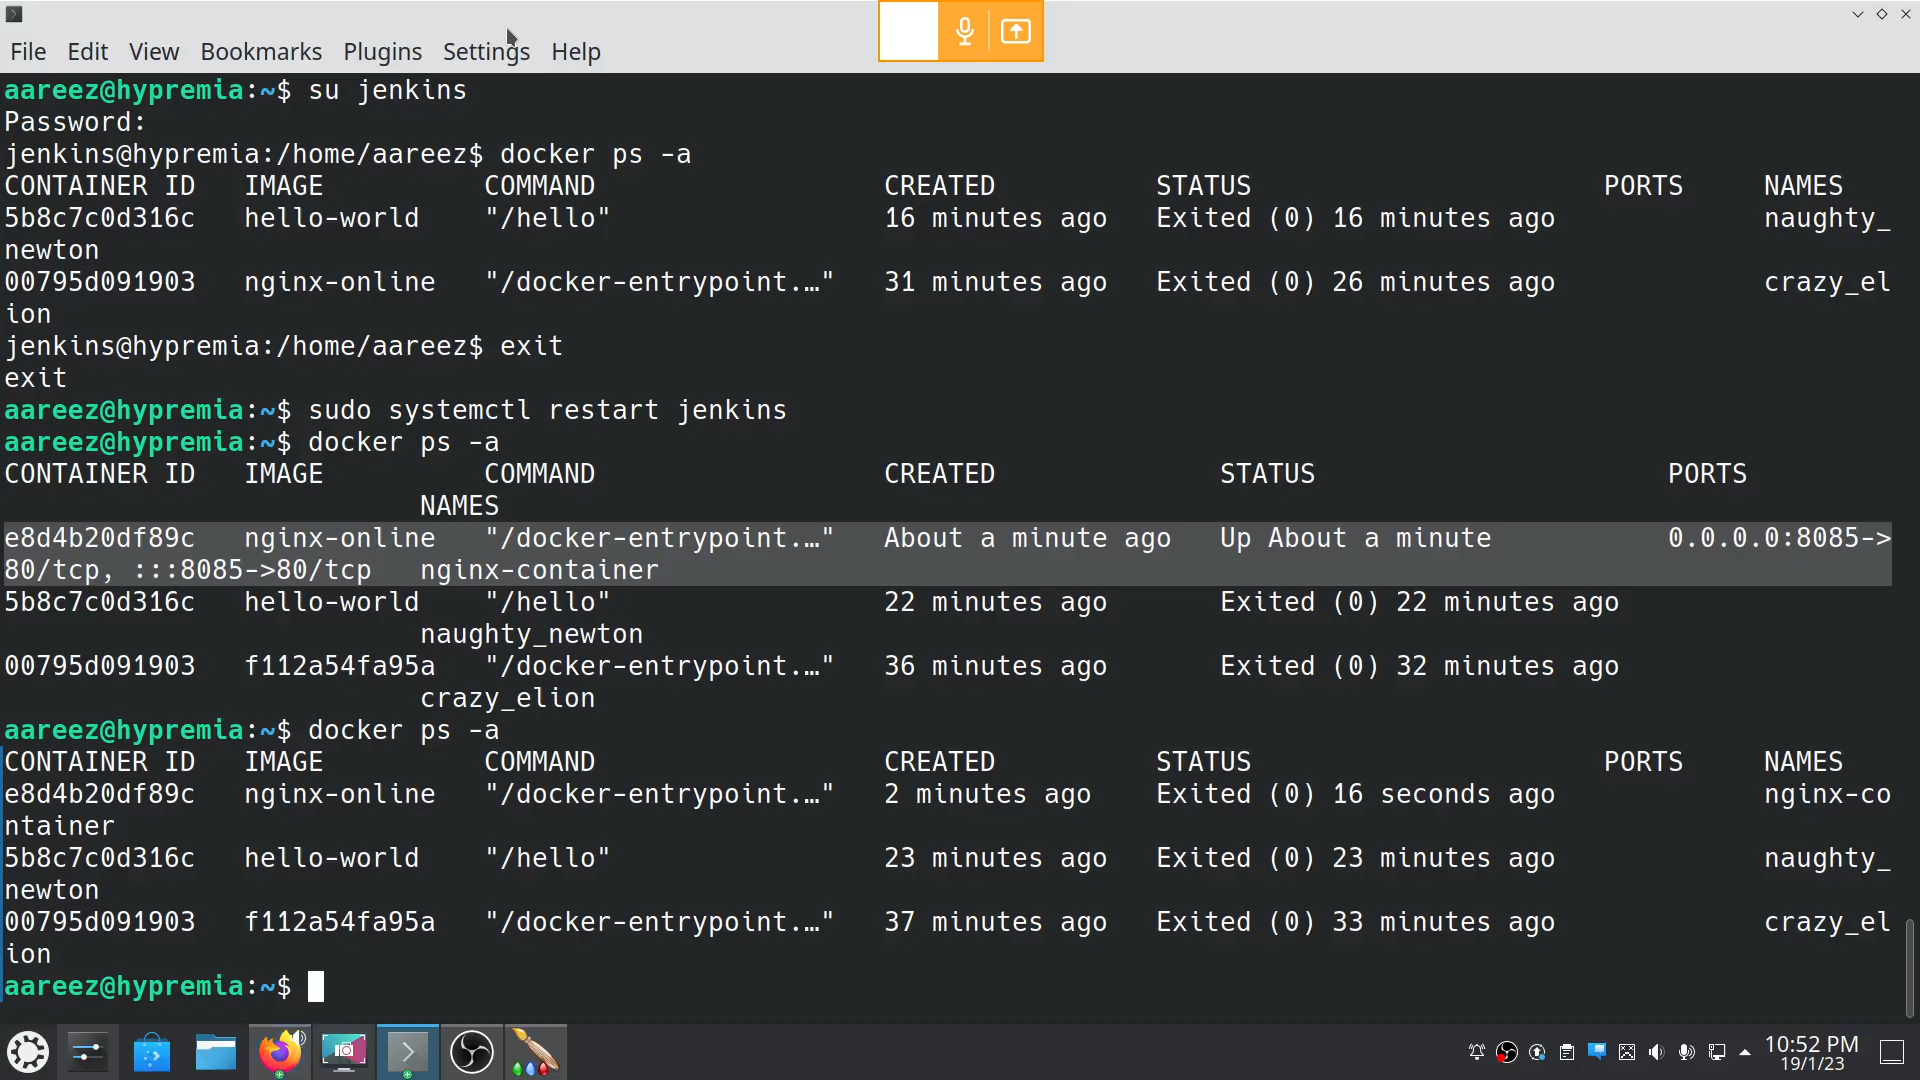 File Edit View Bookmarks Plugins Settings Help
aareez@hypremia:~$ su jenkins
Password:
jenkins@hypremia:/home/aareez$ docker ps -a
CONTAINER ID   IMAGE          COMMAND                  CREATED          STATUS                      PORTS     NAMES
5b8c7c0d316c   hello-world    "/hello"                 16 minutes ago   Exited (0) 16 minutes ago             naughty_
newton
00795d091903   nginx-online   "/docker-entrypoint.…"   31 minutes ago   Exited (0) 26 minutes ago             crazy_el
ion
jenkins@hypremia:/home/aareez$ exit
exit
aareez@hypremia:~$ sudo systemctl restart jenkins
aareez@hypremia:~$ docker ps -a
CONTAINER ID   IMAGE          COMMAND                  CREATED              STATUS                      PORTS
                          NAMES
e8d4b20df89c   nginx-online   "/docker-entrypoint.…"   About a minute ago   Up About a minute           0.0.0.0:8085->
80/tcp, :::8085->80/tcp   nginx-container
5b8c7c0d316c   hello-world    "/hello"                 22 minutes ago       Exited (0) 22 minutes ago
                          naughty_newton
00795d091903   f112a54fa95a   "/docker-entrypoint.…"   36 minutes ago       Exited (0) 32 minutes ago
                          crazy_elion
aareez@hypremia:~$ docker ps -a
CONTAINER ID   IMAGE          COMMAND                  CREATED          STATUS                      PORTS     NAMES
e8d4b20df89c   nginx-online   "/docker-entrypoint.…"   2 minutes ago    Exited (0) 16 seconds ago             nginx-co
ntainer
5b8c7c0d316c   hello-world    "/hello"                 23 minutes ago   Exited (0) 23 minutes ago             naughty_
newton
00795d091903   f112a54fa95a   "/docker-entrypoint.…"   37 minutes ago   Exited (0) 33 minutes ago             crazy_el
ion
aareez@hypremia:~$
10:52 PM
19/1/23